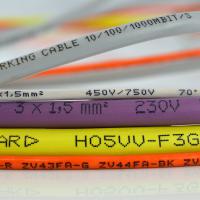 RKING CABLE 10/100/1000MBIT/S
×1,5mm² 450V/750V 70°
3 x 1,5 mm² 230V
ARD> H05VV-F3G
-R ZV43FA-G ZV44FA-BK ZV